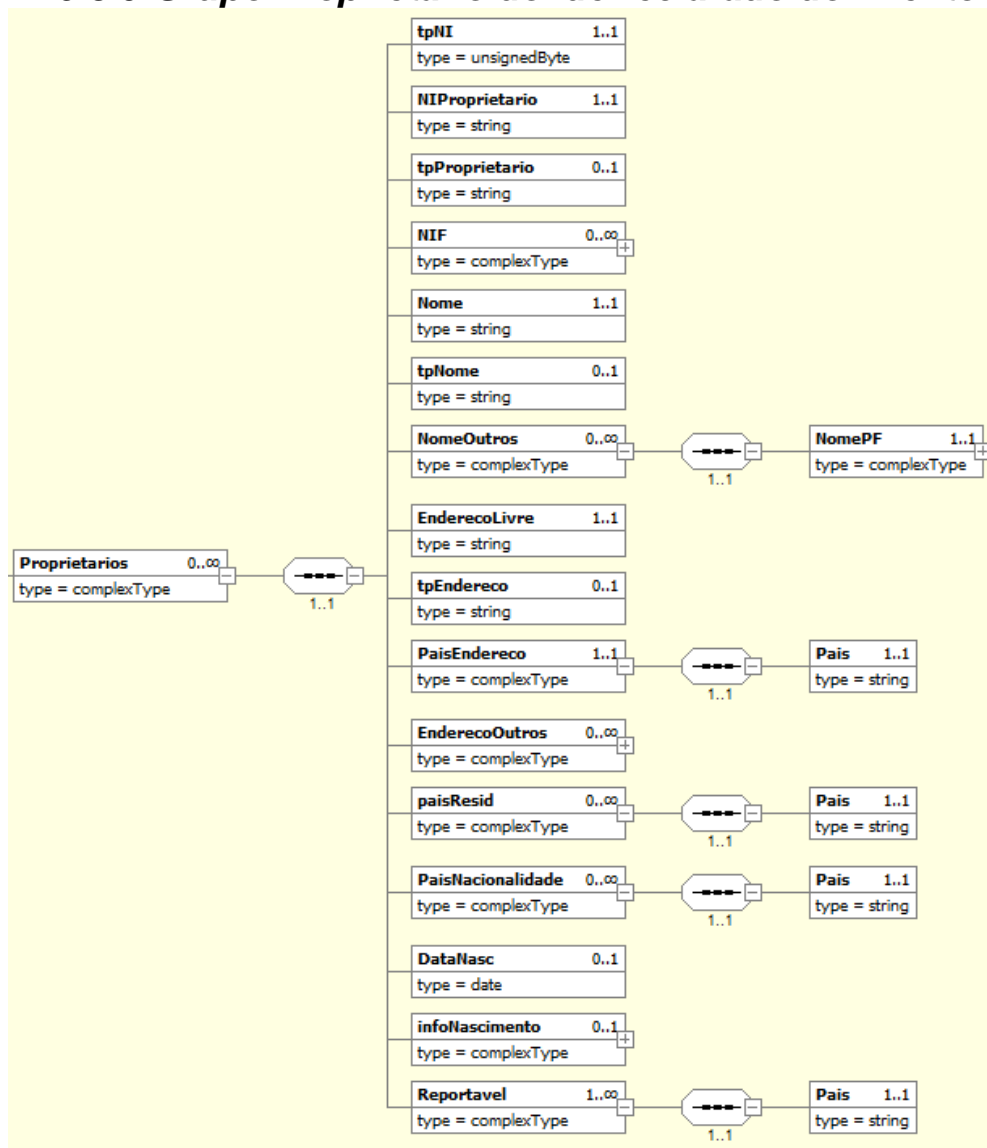 tpNI 1..1
type = unsignedByte
NIProprietario 1..1
type = string
tpProprietario 0..1
type = string
NIF 0..∞
type = complexType
Nome 1..1
type = string
tpNome 0..1
type = string
NomeOutros 0..∞
type = complexType
1..1
NomePF 1..1
type = complexType
EnderecoLivre 1..1
type = string
Proprietarios 0..∞
type = complexType
1..1
tpEndereco 0..1
type = string
PaisEndereco 1..1
type = complexType
1..1
Pais 1..1
type = string
EnderecoOutros 0..∞
type = complexType
paisResid 0..∞
type = complexType
1..1
Pais 1..1
type = string
PaisNacionalidade 0..∞
type = complexType
1..1
Pais 1..1
type = string
DataNasc 0..1
type = date
infoNascimento 0..1
type = complexType
Reportavel 1..∞
type = complexType
1..1
Pais 1..1
type = string